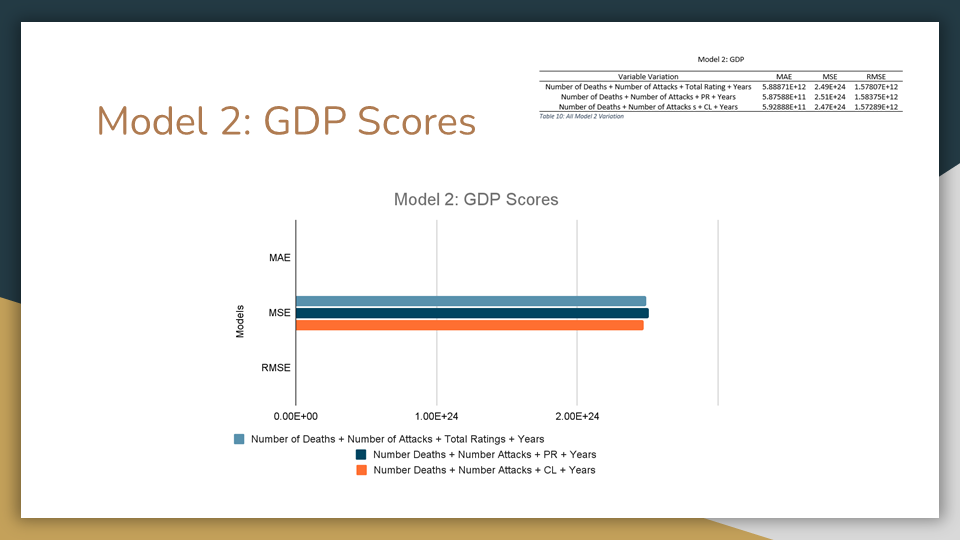 Model 2: GDP Scores
Model 2: GDP
Variable Variation MAE MSE RMSE
Number of Deaths + Number of Attacks + Total Rating + Years 5.88871E+12 2.49E+24 1.57807E+12
Number of Deaths + Number of Attacks + PR + Years 5.87588E+11 2.51E+24 1.58375E+12
Number of Deaths + Number of Attacks s + CL + Years 5.92888E+11 2.47E+24 1.57289E+12
Table 10: All Model 2 Variation
Model 2: GDP Scores
Models
MAE
MSE
RMSE
0.00E+00 1.00E+24 2.00E+24
Number of Deaths + Number of Attacks + Total Ratings + Years
Number Deaths + Number Attacks + PR + Years
Number Deaths + Number Attacks + CL + Years